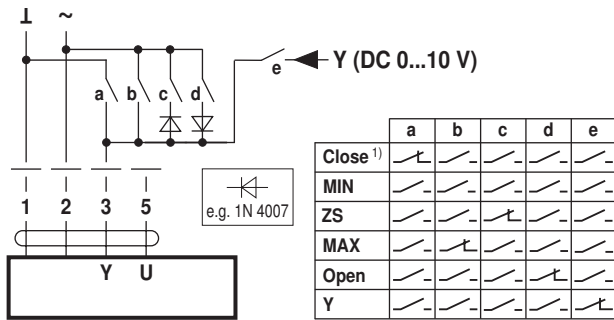 ⊥ ~
e Y (DC 0...10 V)
a b c d
1 2 3 5
e.g. 1N 4007
Y U
a b c d e
Close 1)
MIN
ZS
MAX
Open
Y